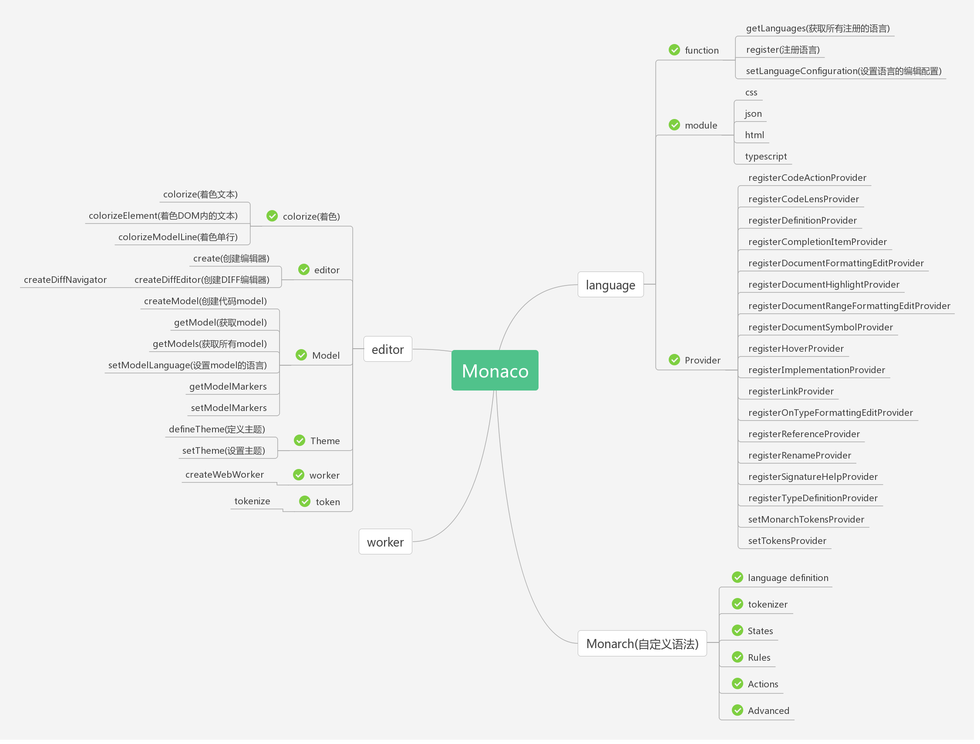 Monaco
language
function
getLanguages(获取所有注册的语言)
register(注册语言)
setLanguageConfiguration(设置语言的编辑配置)
module
css
json
html
typescript
Provider
registerCodeActionProvider
registerCodeLensProvider
registerDefinitionProvider
registerCompletionItemProvider
registerDocumentFormattingEditProvider
registerDocumentHighlightProvider
registerDocumentRangeFormattingEditProvider
registerDocumentSymbolProvider
registerHoverProvider
registerImplementationProvider
registerLinkProvider
registerOnTypeFormattingEditProvider
registerReferenceProvider
registerRenameProvider
registerSignatureHelpProvider
registerTypeDefinitionProvider
setMonarchTokensProvider
setTokensProvider
Monarch(自定义语法)
language definition
tokenizer
States
Rules
Actions
Advanced
editor
colorize(着色)
colorize(着色文本)
colorizeElement(着色DOM内的文本)
colorizeModelLine(着色单行)
editor
create(创建编辑器)
createDiffEditor(创建DIFF编辑器)
createDiffNavigator
Model
createModel(创建代码model)
getModel(获取model)
getModels(获取所有model)
setModelLanguage(设置model的语言)
getModelMarkers
setModelMarkers
Theme
defineTheme(定义主题)
setTheme(设置主题)
worker
createWebWorker
token
tokenize
worker